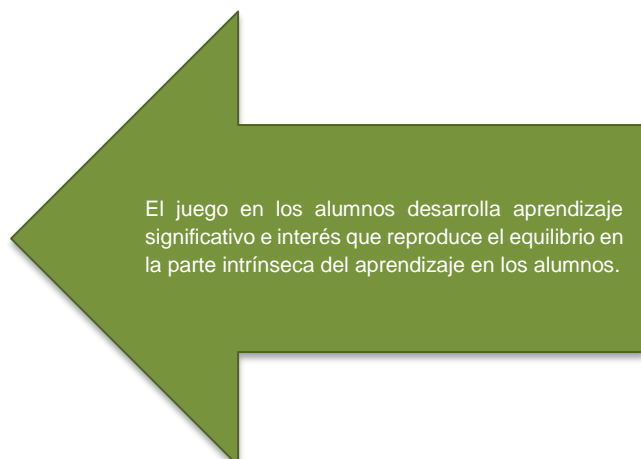 El juego en los alumnos desarrolla aprendizaje
significativo e interés que reproduce el equilibrio en
la parte intrínseca del aprendizaje en los alumnos.